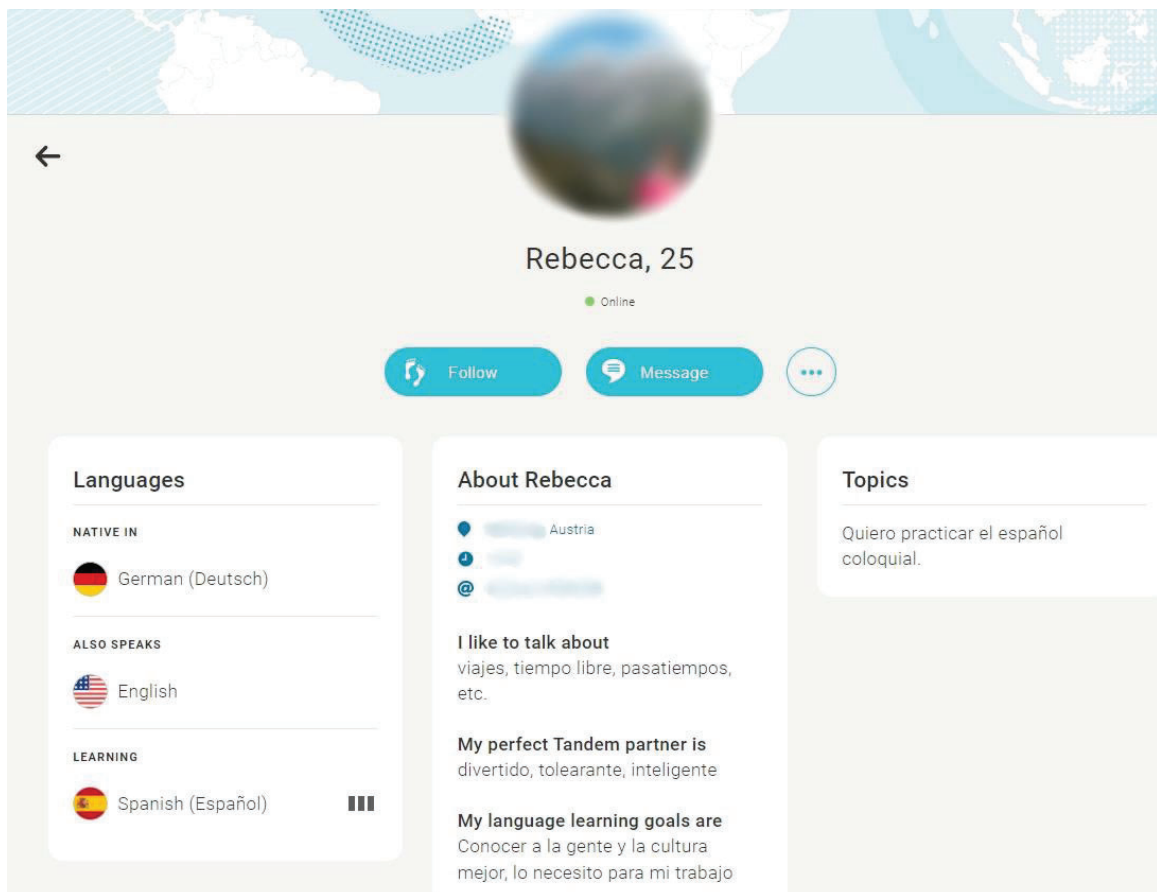 Rebecca, 25
Online
Follow
Message
Languages
NATIVE IN
German (Deutsch)
ALSO SPEAKS
English
LEARNING
Spanish (Español)
About Rebecca
Austria
I like to talk about
viajes, tiempo libre, pasatiempos,
etc.
My perfect Tandem partner is
divertido, tolearante, inteligente
My language learning goals are
Conocer a la gente y la cultura
mejor, lo necesito para mi trabajo
Topics
Quiero practicar el español
coloquial.